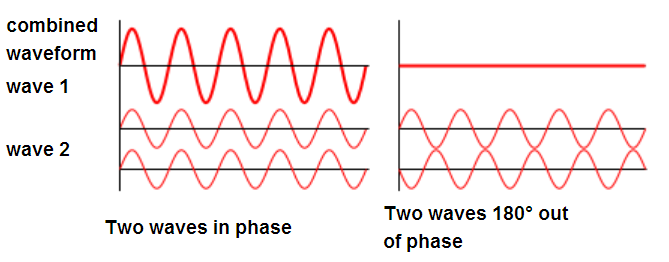 combined
waveform
wave 1
wave 2
Two waves in phase
Two waves 180° out
of phase